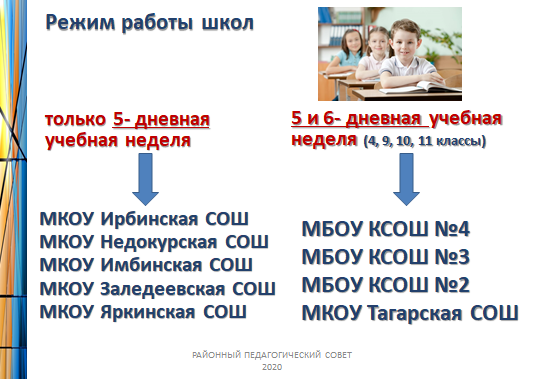 Режим работы школ
только 5- дневная
учебная неделя
5 и 6- дневная учебная
неделя (4, 9, 10, 11 классы)
МКОУ Ирбинская СОШ
МКОУ Недокурская СОШ
МКОУ Имбинская СОШ
МКОУ Заледеевская СОШ
МКОУ Яркинская СОШ
МБОУ КСОШ №4
МБОУ КСОШ №3
МБОУ КСОШ №2
МКОУ Тагарская СОШ
РАЙОННЫЙ ПЕДАГОГИЧЕСКИЙ СОВЕТ
2020